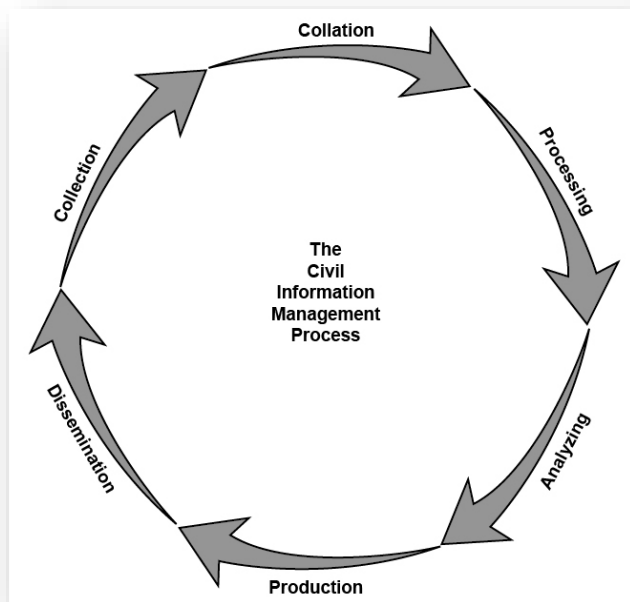 Collation
Processing
Collection
The
Civil
Information
Management
Process
Dissemination
Analyzing
Production